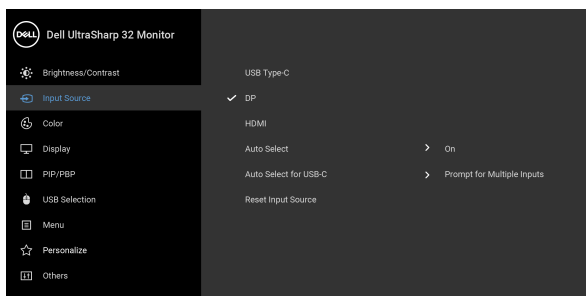 DELL Dell UltraSharp 32 Monitor
Brightness/Contrast
USB Type-C
Input Source
DP
Color
HDMI
Display
Auto Select
On
PIP/PBP
Auto Select for USB-C
Prompt for Multiple Inputs
USB Selection
Reset Input Source
Menu
Personalize
Others